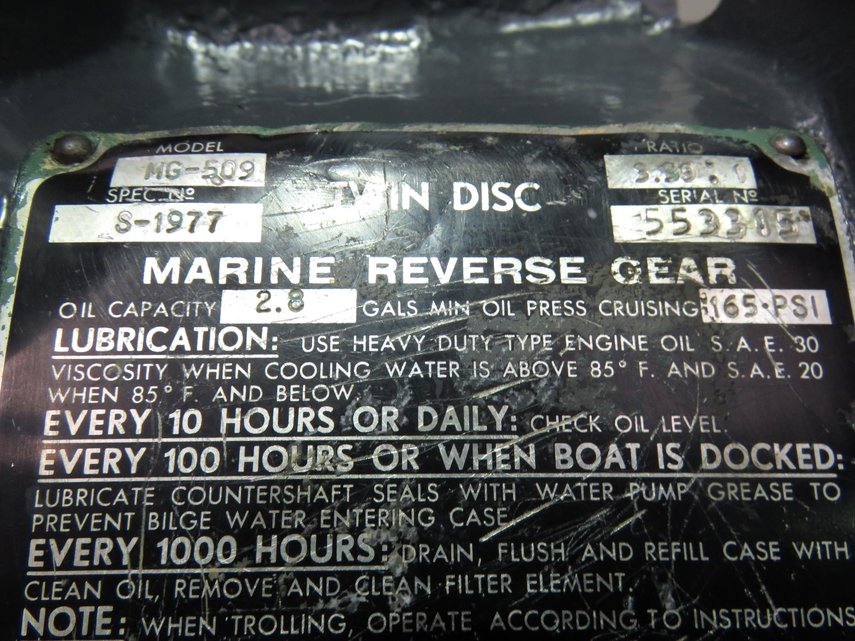 MODEL
RATIO
MG-509
SPEC. No
TWIN DISC
SERIAL No
S-1977
MARINE REVERSE GEAR
OIL CAPACITY 2.8 GALS MIN OIL PRESS CRUISING 165·PSI
LUBRICATION: USE HEAVY DUTY TYPE ENGINE OIL S.A.E. 30
VISCOSITY WHEN COOLING WATER IS ABOVE 85° F. AND S.A.E. 20
WHEN 85° F. AND BELOW.
EVERY 10 HOURS OR DAILY: CHECK OIL LEVEL.
EVERY 100 HOURS OR WHEN BOAT IS DOCKED:
LUBRICATE COUNTERSHAFT SEALS WITH WATER PUMP GREASE TO
PREVENT BILGE WATER ENTERING CASE
EVERY 1000 HOURS: DRAIN, FLUSH AND REFILL CASE WITH
CLEAN OIL, REMOVE AND CLEAN FILTER ELEMENT.
NOTE: WHEN TROLLING, OPERATE ACCORDING TO INSTRUCTIONS